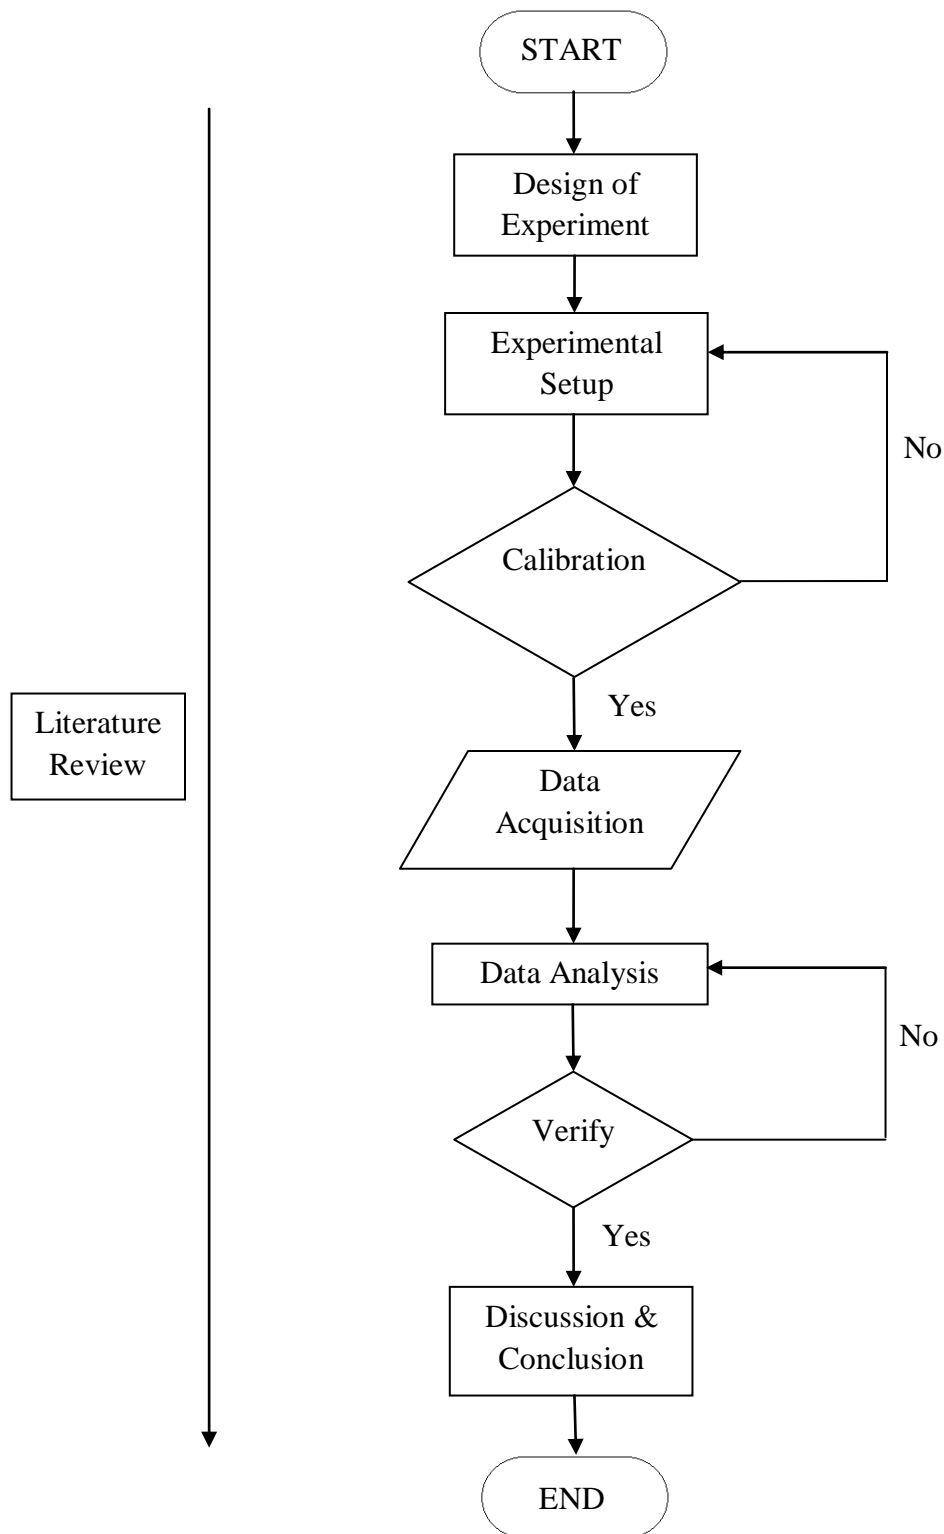 START
Design of
Experiment
Experimental
Setup
No
Calibration
Yes
Literature
Review
Data
Acquisition
Data Analysis
No
Verify
Yes
Discussion &
Conclusion
END